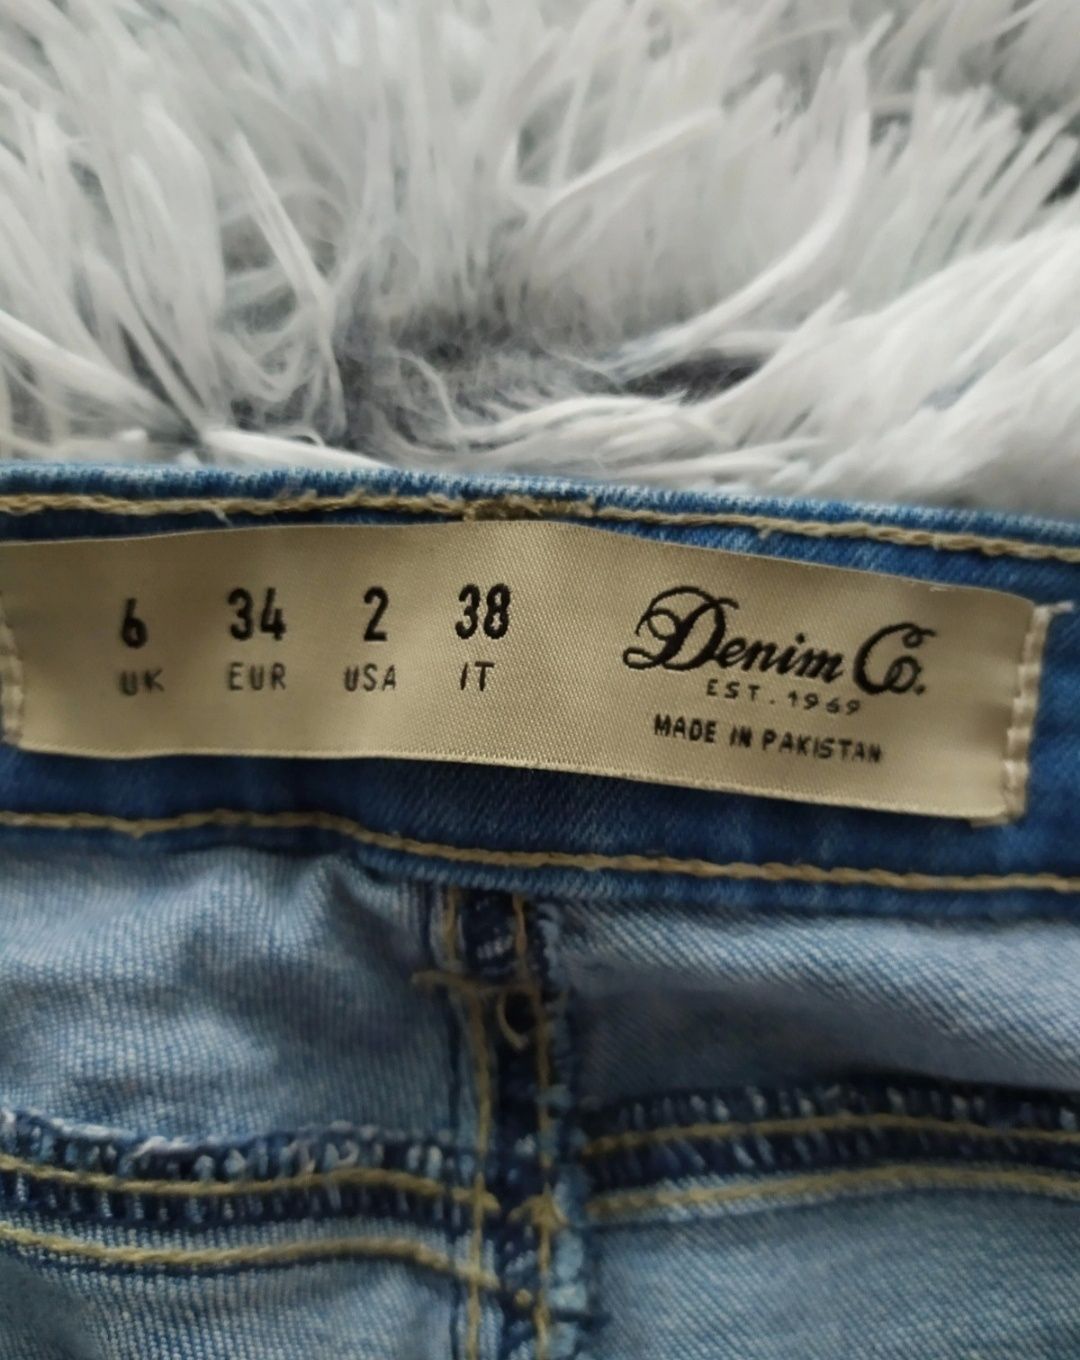 6 34 2 38
UK EUR USA IT
Denim Co.
EST. 1969
MADE IN PAKISTAN